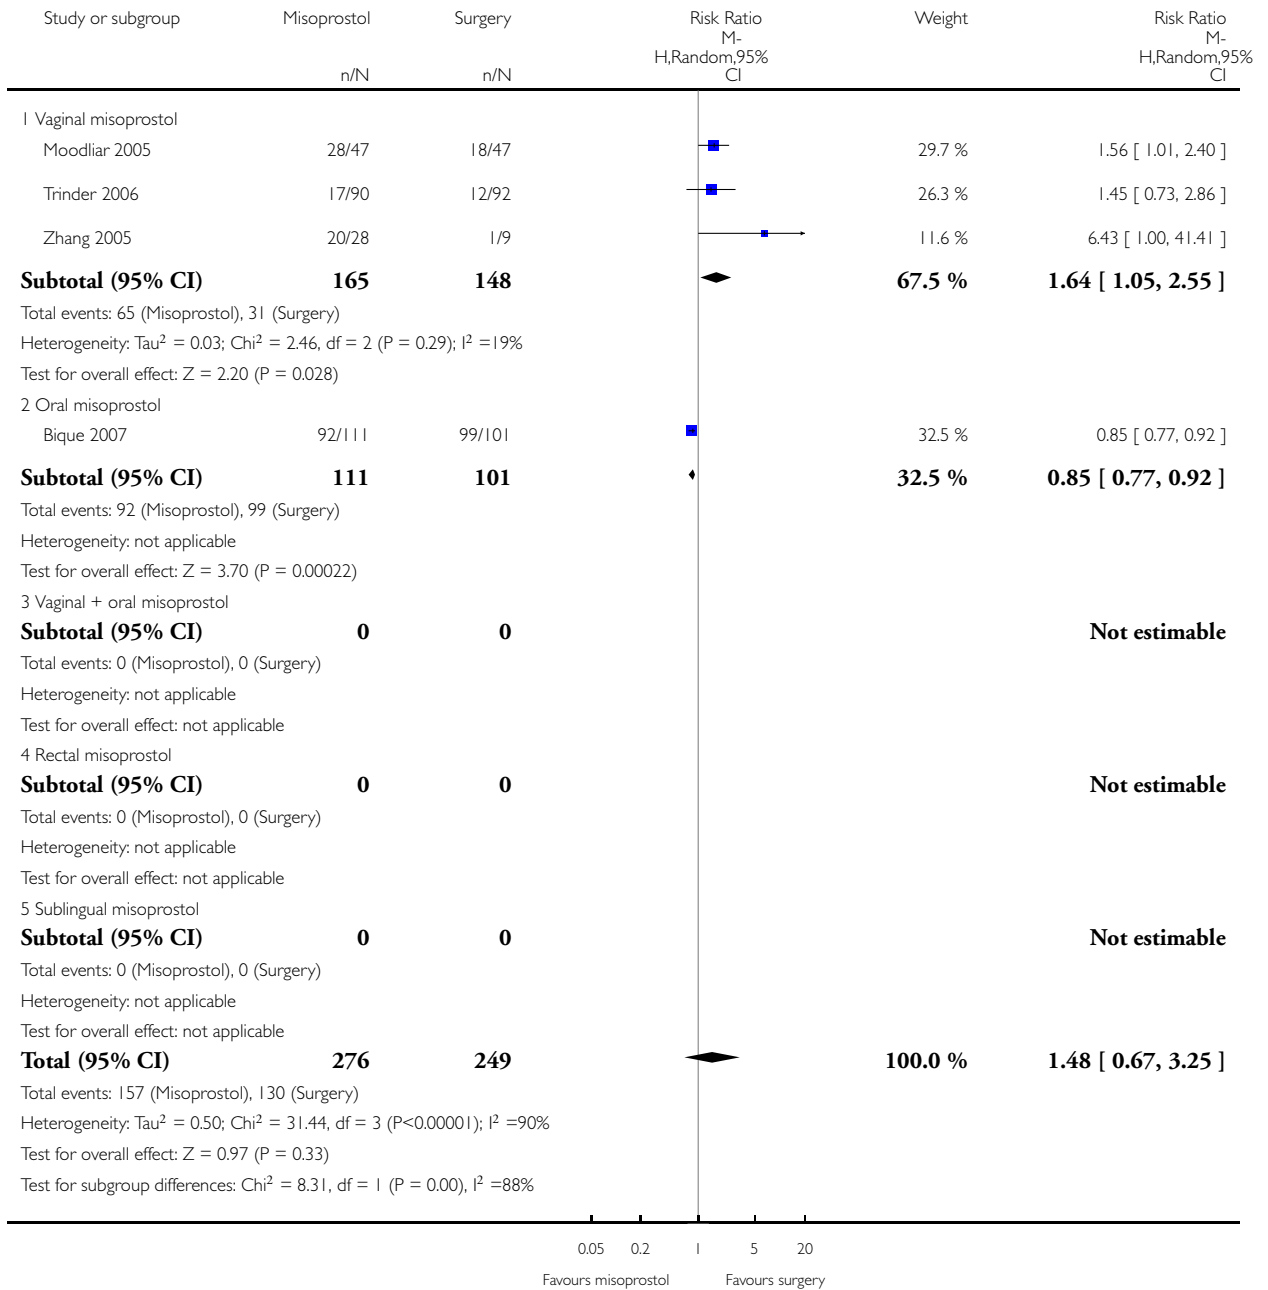 Study or subgroup Misoprostol Surgery Risk Ratio Weight Risk Ratio
M- M-
H,Random,95% H,Random,95%
n/N n/N CI CI
1 Vaginal misoprostol
Moodliar 2005 28/47 18/47 29.7 % 1.56 [ 1.01, 2.40 ]
Trinder 2006 17/90 12/92 26.3 % 1.45 [ 0.73, 2.86 ]
Zhang 2005 20/28 1/9 11.6 % 6.43 [ 1.00, 41.41 ]
Subtotal (95% CI) 165 148 67.5 % 1.64 [ 1.05, 2.55 ]
Total events: 65 (Misoprostol), 31 (Surgery)
Heterogeneity: Tau² = 0.03; Chi² = 2.46, df = 2 (P = 0.29); I² =19%
Test for overall effect: Z = 2.20 (P = 0.028)
2 Oral misoprostol
Bique 2007 92/111 99/101 32.5 % 0.85 [ 0.77, 0.92 ]
Subtotal (95% CI) 111 101 32.5 % 0.85 [ 0.77, 0.92 ]
Total events: 92 (Misoprostol), 99 (Surgery)
Heterogeneity: not applicable
Test for overall effect: Z = 3.70 (P = 0.00022)
3 Vaginal + oral misoprostol
Subtotal (95% CI) 0 0 Not estimable
Total events: 0 (Misoprostol), 0 (Surgery)
Heterogeneity: not applicable
Test for overall effect: not applicable
4 Rectal misoprostol
Subtotal (95% CI) 0 0 Not estimable
Total events: 0 (Misoprostol), 0 (Surgery)
Heterogeneity: not applicable
Test for overall effect: not applicable
5 Sublingual misoprostol
Subtotal (95% CI) 0 0 Not estimable
Total events: 0 (Misoprostol), 0 (Surgery)
Heterogeneity: not applicable
Test for overall effect: not applicable
Total (95% CI) 276 249 100.0 % 1.48 [ 0.67, 3.25 ]
Total events: 157 (Misoprostol), 130 (Surgery)
Heterogeneity: Tau² = 0.50; Chi² = 31.44, df = 3 (P<0.00001); I² =90%
Test for overall effect: Z = 0.97 (P = 0.33)
Test for subgroup differences: Chi² = 8.31, df = 1 (P = 0.00), I² =88%
0.05 0.2 1 5 20
Favours misoprostol Favours surgery